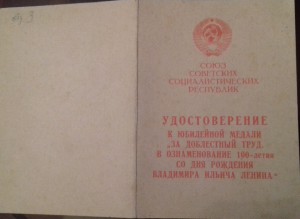 СОЮЗ
СОВЕТСКИХ
СОЦИАЛИСТИЧЕСКИХ
РЕСПУБЛИК
УДОСТОВЕРЕНИЕ
К ЮБИЛЕЙНОЙ МЕДАЛИ
„ЗА ДОБЛЕСТНЫЙ ТРУД.
В ОЗНАМЕНОВАНИЕ 100-летия
СО ДНЯ РОЖДЕНИЯ
ВЛАДИМИРА ИЛЬИЧА ЛЕНИНА“